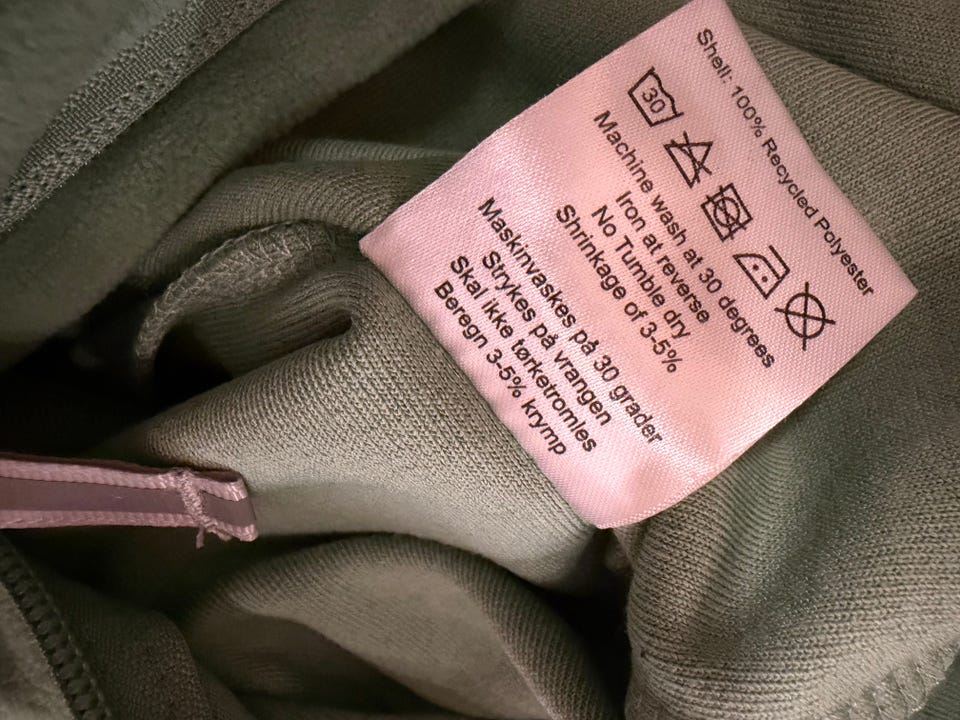 Shell: 100% Recycled Polyester
30
Machine wash at 30 degrees
Iron at reverse
No Tumble dry
Shrinkage of 3-5%
Maskinvaskes på 30 grader
Strykes på vrangen
Skal ikke tørketromles
Beregn 3-5% krymp